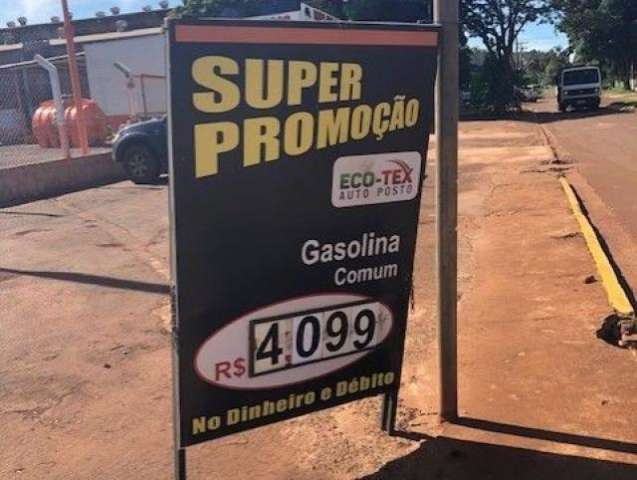 SUPER
PROMOÇÃO
ECO-TEX
AUTO POSTO
Gasolina
Comum
R$ 4.099
No Dinheiro e Débito